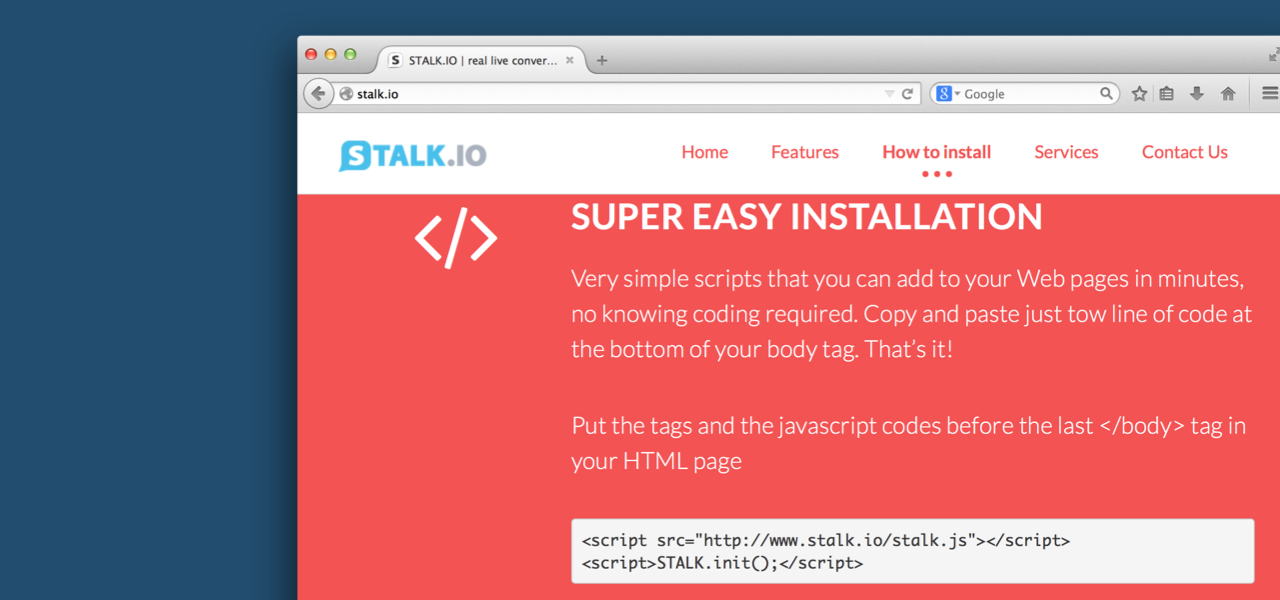 S STALK.IO | real live conver...
stalk.io
8 Google
STALK.IO
Home Features How to install Services Contact Us
SUPER EASY INSTALLATION
Very simple scripts that you can add to your Web pages in minutes,
no knowing coding required. Copy and paste just tow line of code at
the bottom of your body tag. That's it!
Put the tags and the javascript codes before the last </body> tag in
your HTML page
<script src="http://www.stalk.io/stalk.js"></script>
<script>STALK.init();</script>